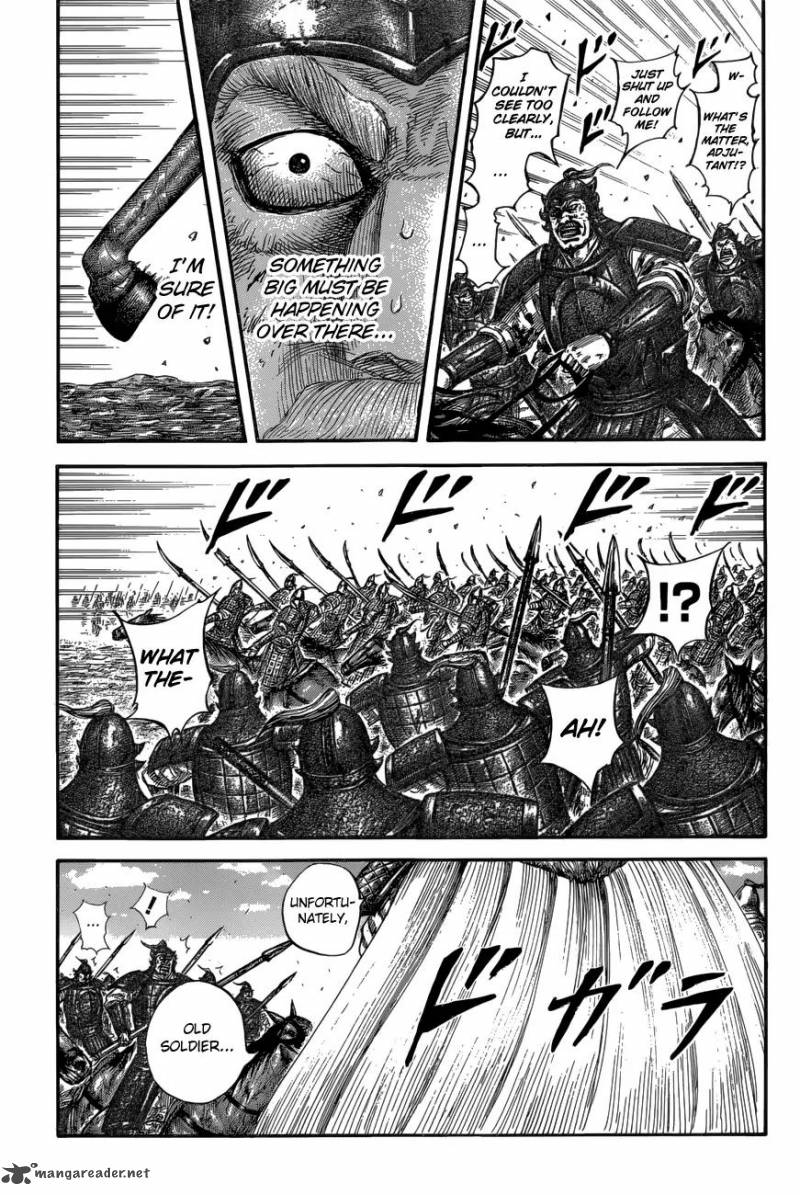 W-
WHAT'S
THE
MATTER,
ADJU-
TANT!?
JUST
SHUT UP
AND
FOLLOW
ME!
I
COULDN'T
SEE TOO
CLEARLY,
BUT...
...
ド
ド
ド
SOMETHING
BIG MUST BE
HAPPENING
OVER THERE...
I'M
SURE
OF IT!
ド
ド
ド
ド
!?
AH!
WHAT
THE-
ドガラ
UNFORTU-
NATELY,
OLD
SOLDIER...
!
...
mangareader.net